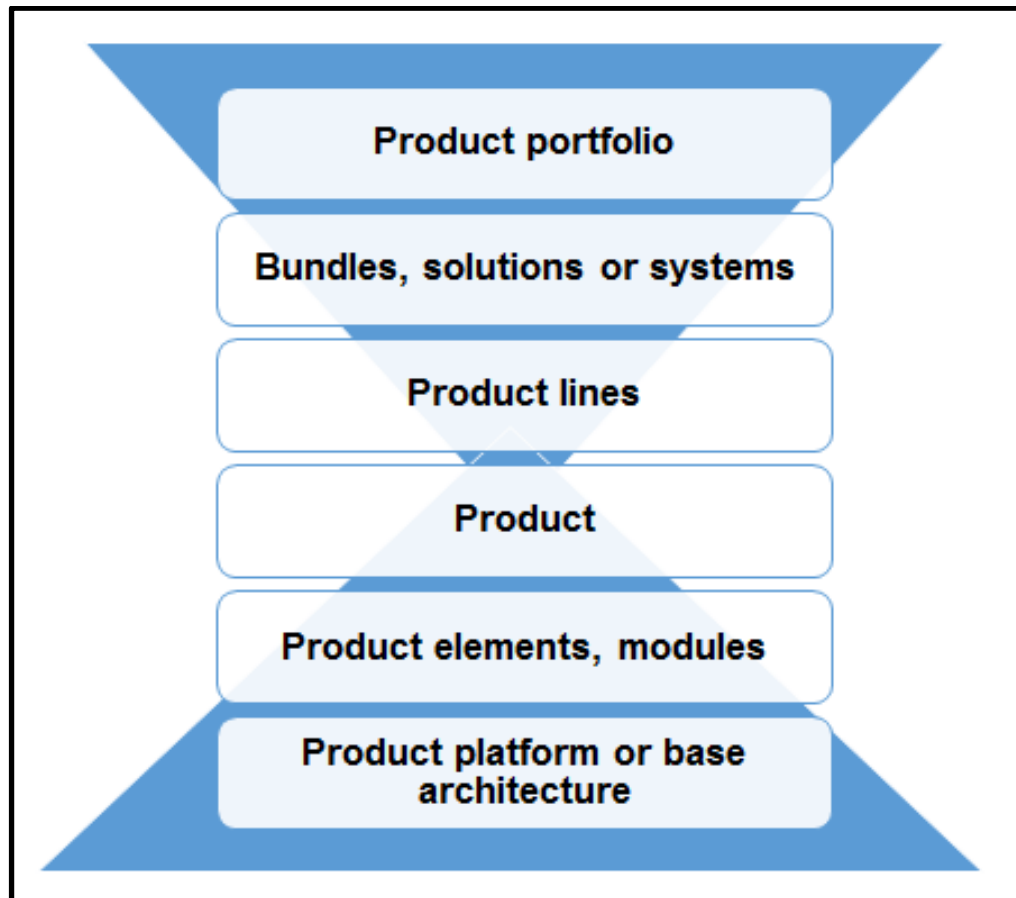 Product portfolio
Bundles, solutions or systems
Product lines
Product
Product elements, modules
Product platform or base
architecture